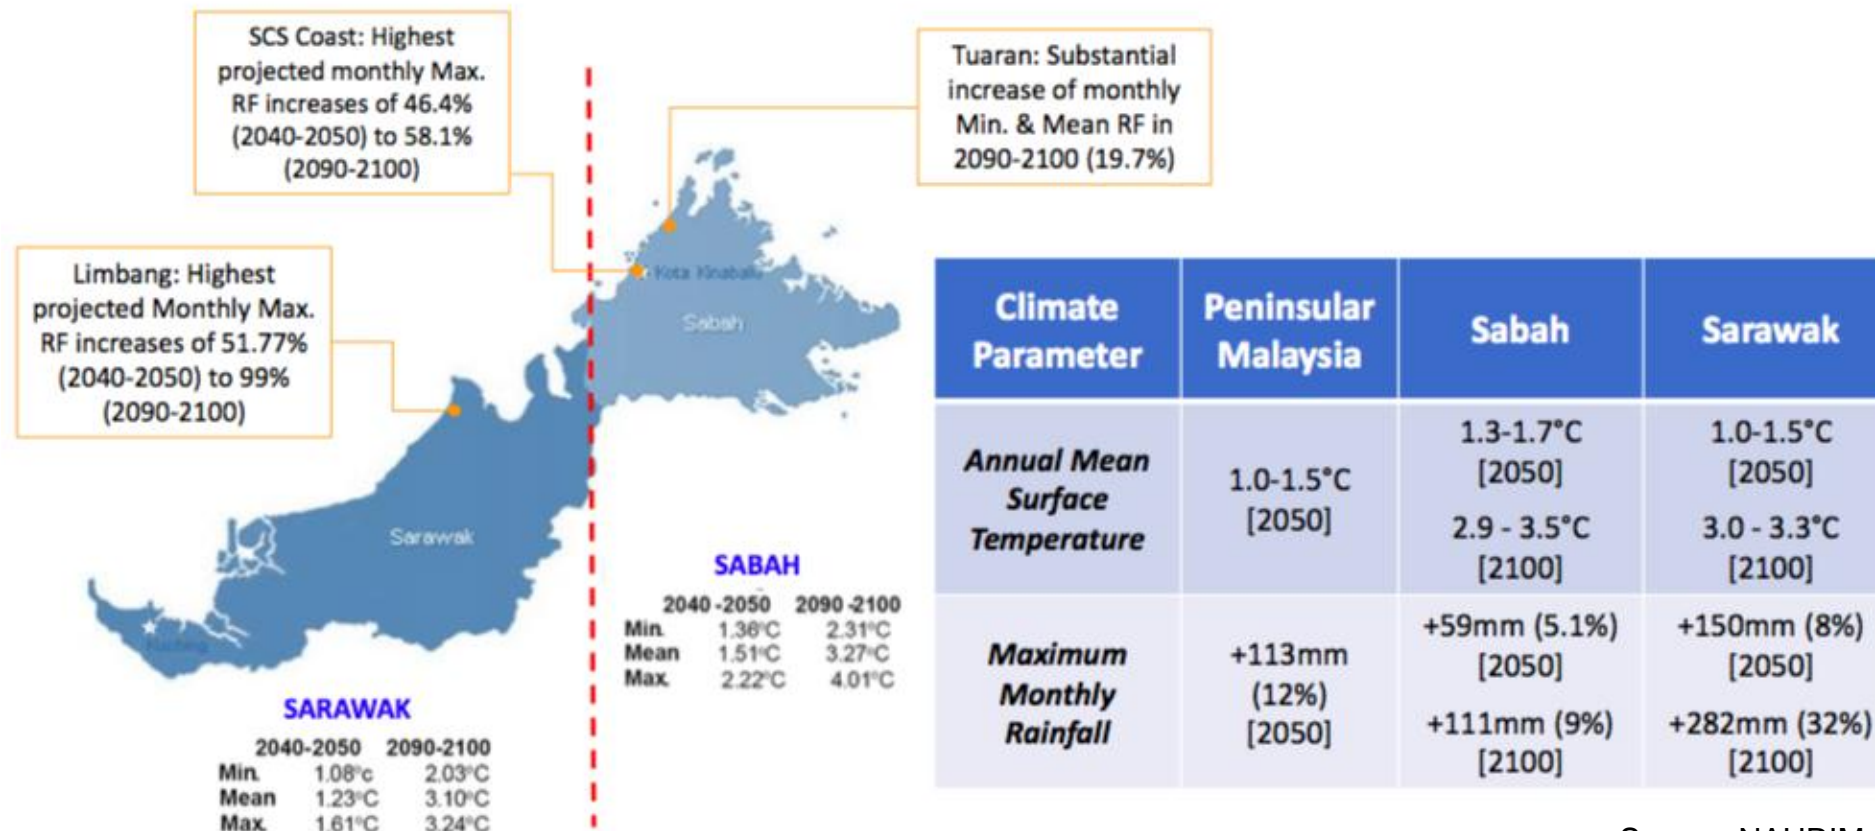 SCS Coast: Highest
projected monthly Max.
RF increases of 46.4%
(2040-2050) to 58.1%
(2090-2100)
Tuaran: Substantial
increase of monthly
Min. & Mean RF in
2090-2100 (19.7%)
Limbang: Highest
projected Monthly Max.
RF increases of 51.77%
(2040-2050) to 99%
(2090-2100)
Kota Kinabalu
Sabah
Sarawak
SABAH
2040 -2050 2090 -2100
Min. 1.36°C 2.31°C
Mean 1.51°C 3.27°C
Max. 2.22°C 4.01°C
SARAWAK
2040-2050 2090-2100
Min. 1.08°c 2.03°C
Mean 1.23°C 3.10°C
Max. 1.61°C 3.24°C
Climate
Parameter
Peninsular
Malaysia
Sabah
Sarawak
Annual Mean
Surface
Temperature
1.0-1.5°C
[2050]
1.3-1.7°C
[2050]
2.9 - 3.5°C
[2100]
1.0-1.5°C
[2050]
3.0 - 3.3°C
[2100]
Maximum
Monthly
Rainfall
+113mm
(12%)
[2050]
+59mm (5.1%)
[2050]
+111mm (9%)
[2100]
+150mm (8%)
[2050]
+282mm (32%)
[2100]